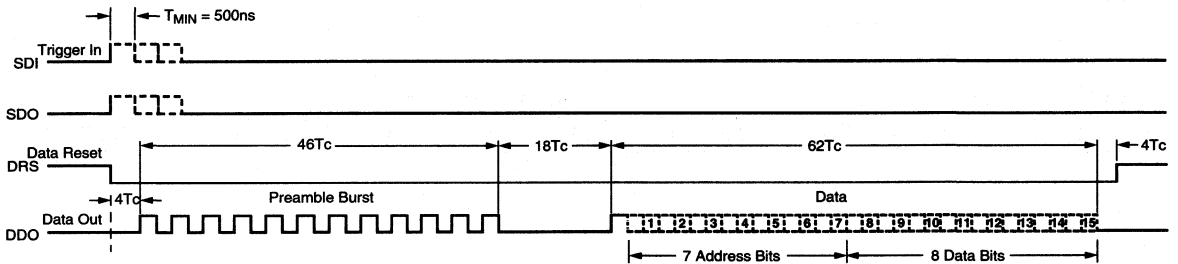 T_MIN = 500ns
Trigger In
SDI
SDO
46Tc 18Tc 62Tc 4Tc
Data Reset
DRS
4Tc Preamble Burst Data
Data Out
DDO 1 2 3 4 5 6 7 8 9 10 11 12 13 14 15
7 Address Bits 8 Data Bits